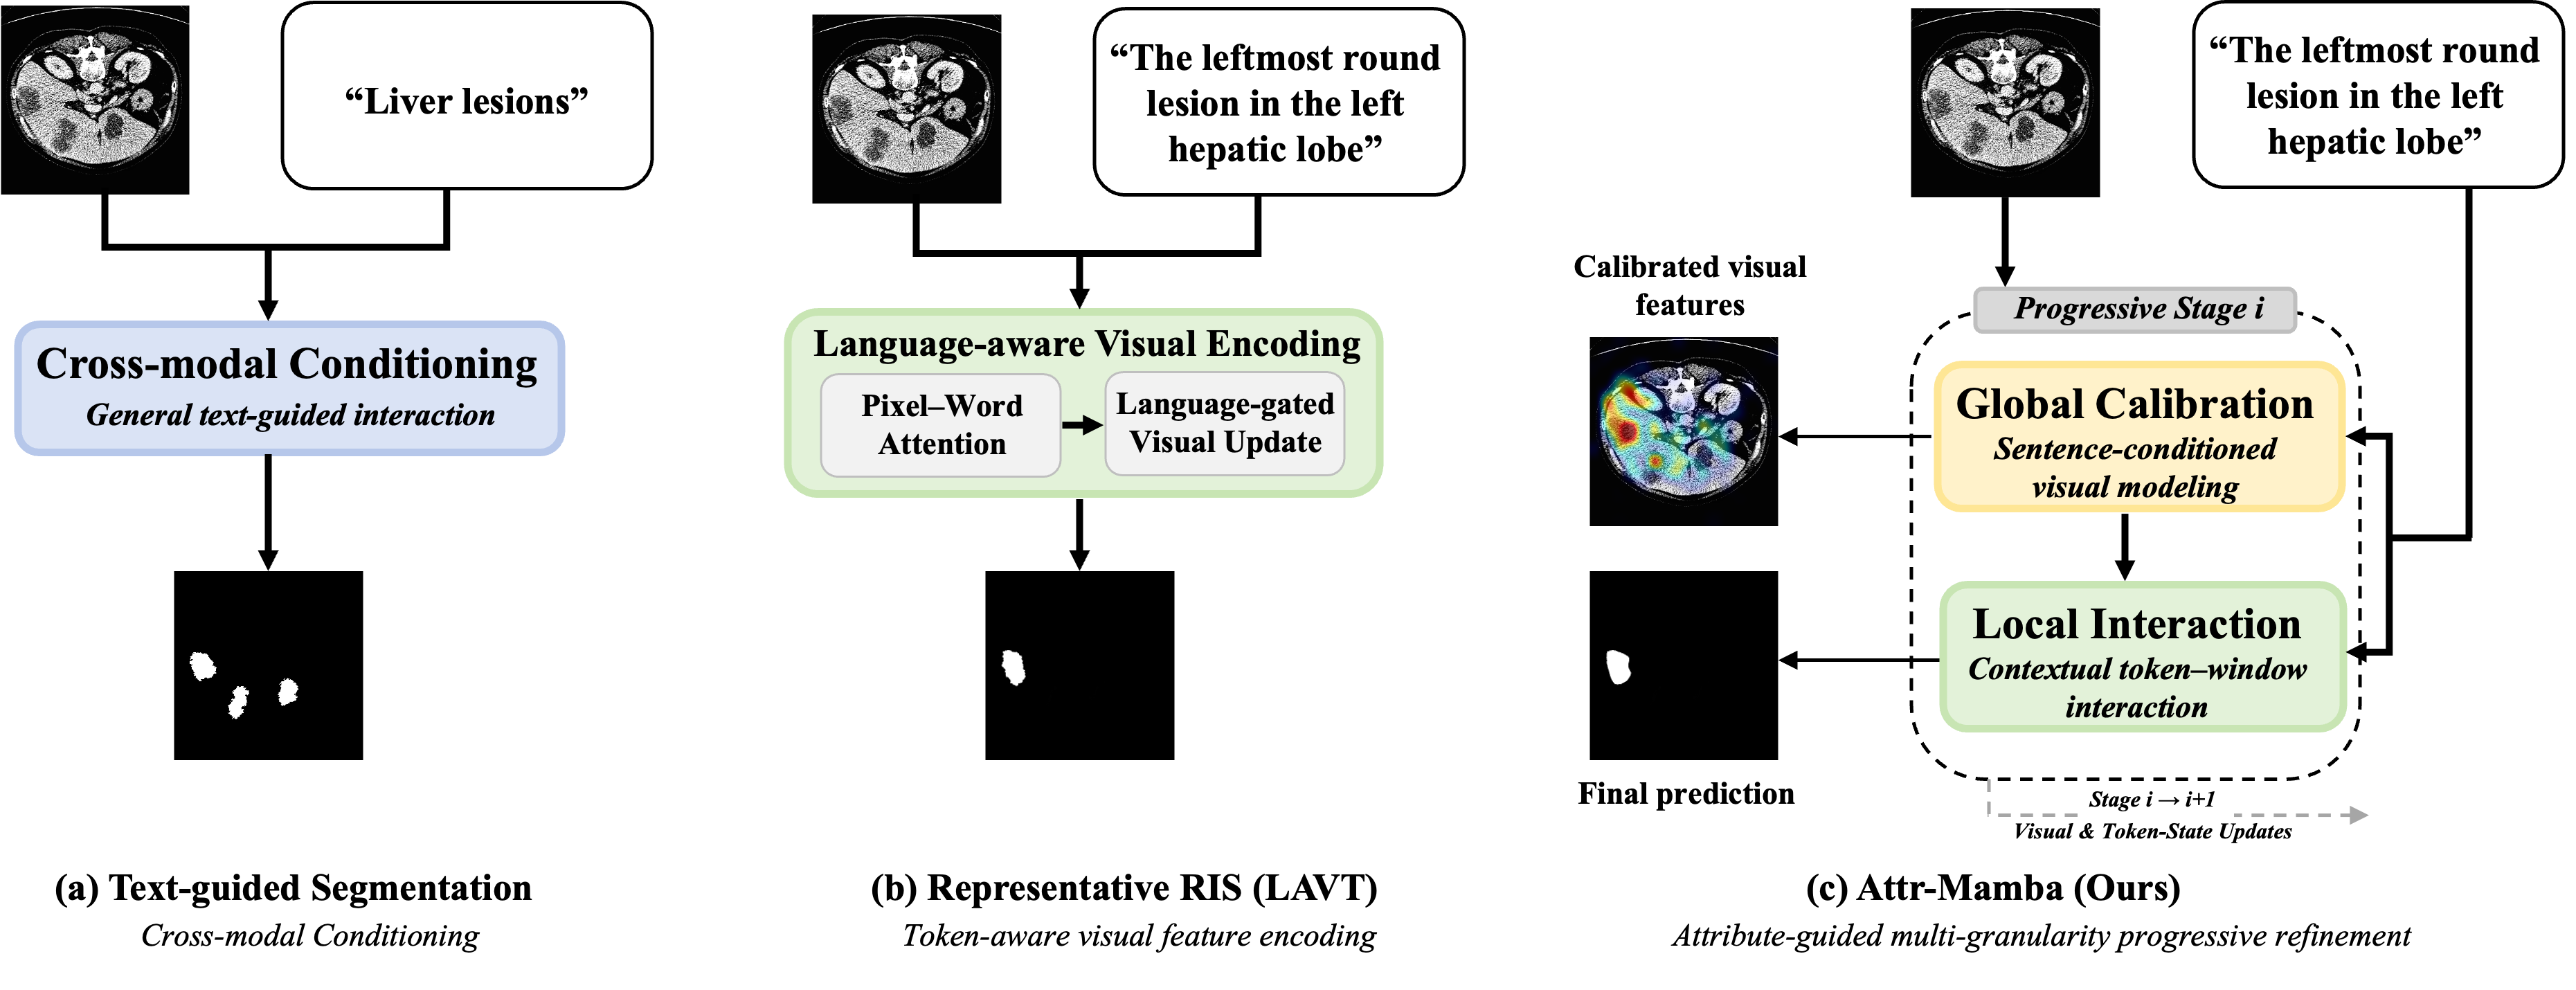 “Liver lesions”
Cross-modal Conditioning
General text-guided interaction
(a) Text-guided Segmentation
Cross-modal Conditioning
“The leftmost round
lesion in the left
hepatic lobe”
Language-aware Visual Encoding
Pixel–Word
Attention
Language-gated
Visual Update
(b) Representative RIS (LAVT)
Token-aware visual feature encoding
“The leftmost round
lesion in the left
hepatic lobe”
Calibrated visual
features
Progressive Stage i
Global Calibration
Sentence-conditioned
visual modeling
Local Interaction
Contextual token–window
interaction
Final prediction
Stage i → i+1
Visual & Token-State Updates
(c) Attr-Mamba (Ours)
Attribute-guided multi-granularity progressive refinement